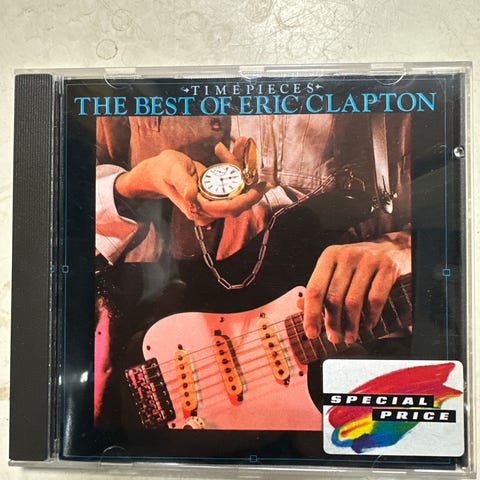 TIMEPIECES
THE BEST OF ERIC CLAPTON
SPECIAL
PRICE